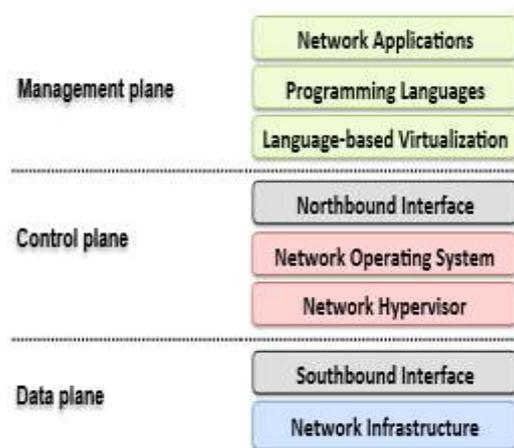 Network Applications
Management plane
Programming Languages
Language-based Virtualization
Northbound Interface
Control plane
Network Operating System
Network Hypervisor
Southbound Interface
Data plane
Network Infrastructure